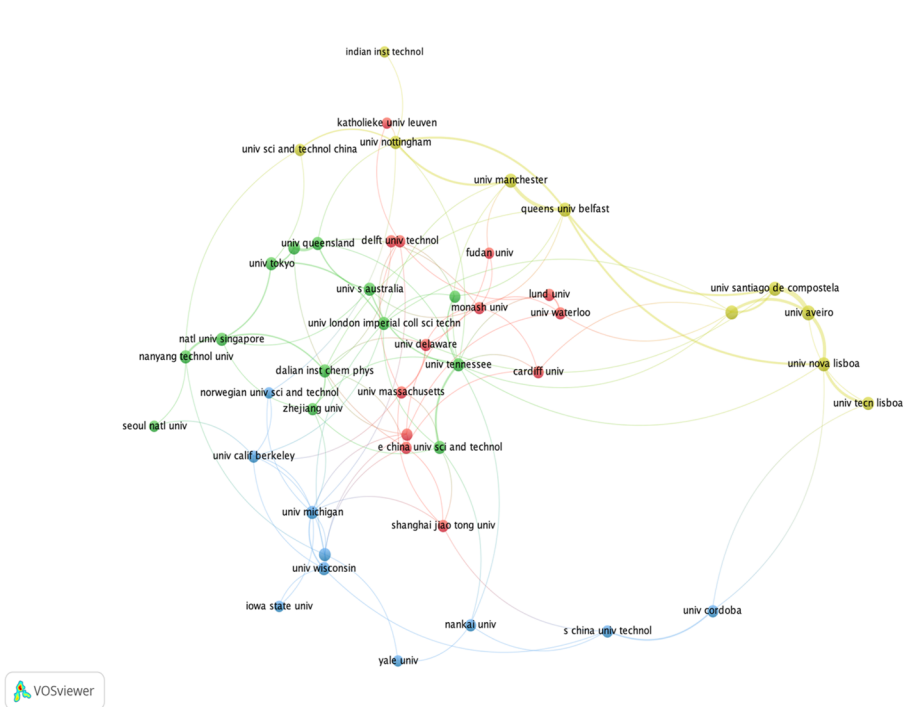 indian inst technol
katholieke univ leuven
univ nottingham
univ sci and technol china
univ manchester
queens univ belfast
univ queensland
delft univ technol
fudan univ
univ tokyo
univ s australia
univ santiago de compostela
lund univ
monash univ
univ waterloo
univ aveiro
univ london imperial coll sci techn
natl univ singapore
univ delaware
nanyang technol univ
univ tennessee
univ nova lisboa
dalian inst chem phys
cardiff univ
norwegian univ sci and technol
univ massachusetts
univ tecn lisboa
zhejiang univ
seoul natl univ
e china univ sci and technol
univ calif berkeley
univ michigan
shanghai jiao tong univ
univ wisconsin
iowa state univ
univ cordoba
nankai univ
s china univ technol
yale univ
VOSviewer